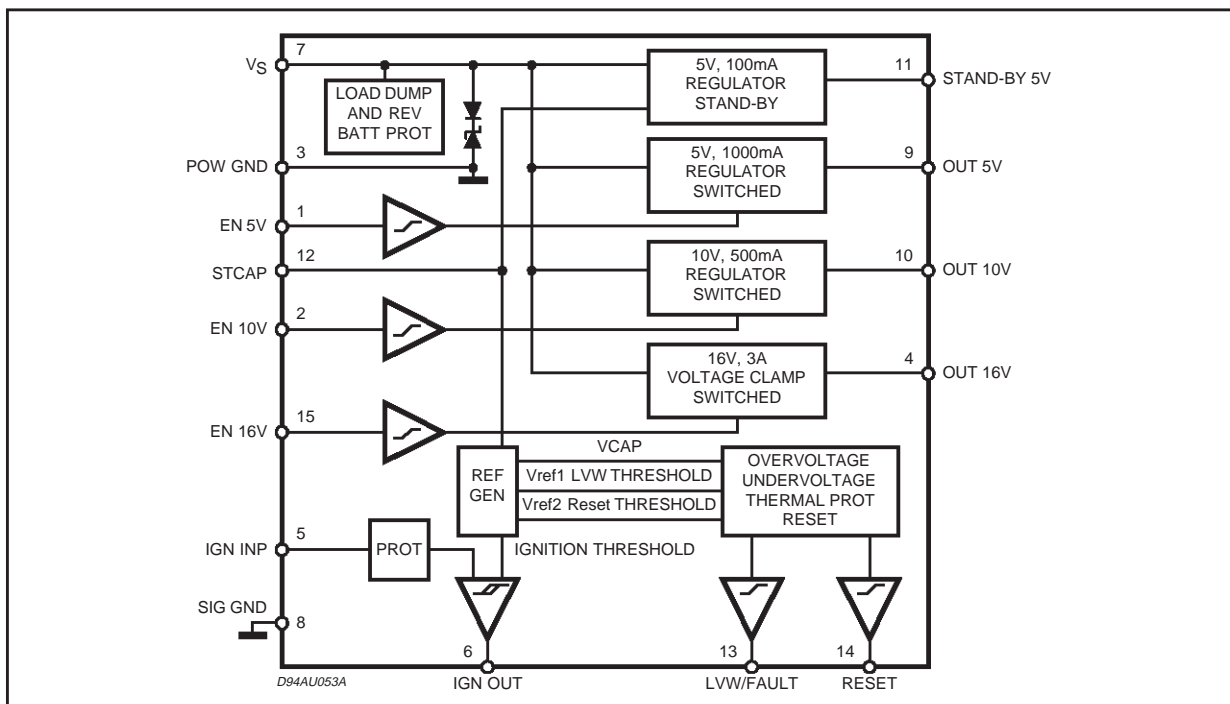 7
VS
5V, 100mA
REGULATOR
STAND-BY
11
STAND-BY 5V
LOAD DUMP
AND REV
BATT PROT
3
POW GND
5V, 1000mA
REGULATOR
SWITCHED
9
OUT 5V
1
EN 5V
12
STCAP
10V, 500mA
REGULATOR
SWITCHED
10
OUT 10V
2
EN 10V
16V, 3A
VOLTAGE CLAMP
SWITCHED
4
OUT 16V
15
EN 16V
REF
GEN
VCAP
Vref1 LVW THRESHOLD
Vref2 Reset THRESHOLD
OVERVOLTAGE
UNDERVOLTAGE
THERMAL PROT
RESET
5
IGN INP
PROT
IGNITION THRESHOLD
SIG GND
8
6
13
14
D94AU053A
IGN OUT
LVW/FAULT
RESET